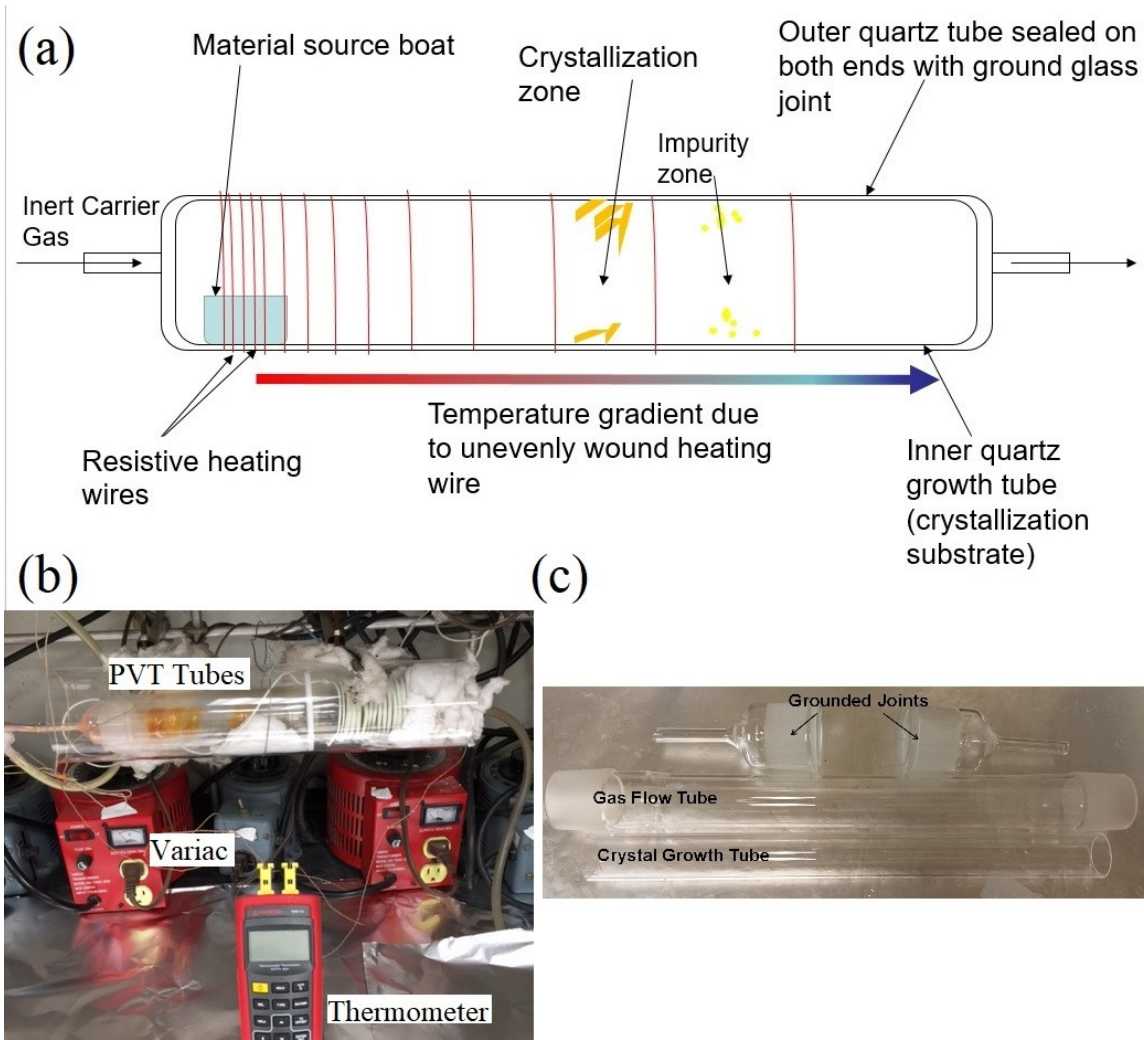 (a)
Material source boat
Crystallization
zone
Outer quartz tube sealed on
both ends with ground glass
joint
Impurity
zone
Inert Carrier
Gas
Resistive heating
wires
Temperature gradient due
to unevenly wound heating
wire
Inner quartz
growth tube
(crystallization
substrate)
(b)
(c)
PVT Tubes
Variac
Thermometer
Grounded Joints
Gas Flow Tube
Crystal Growth Tube